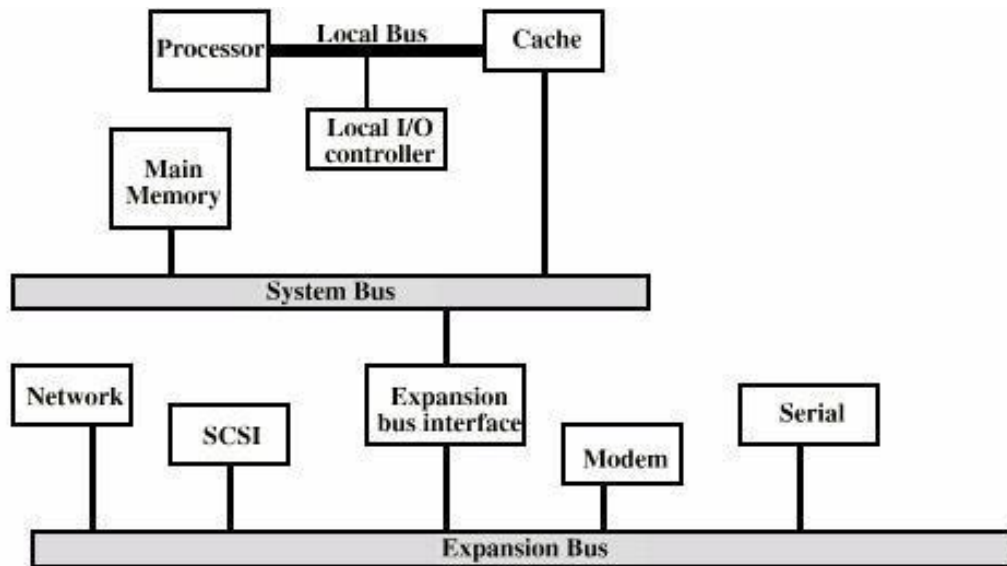 Local Bus
Processor
Cache
Local I/O
controller
Main
Memory
System Bus
Network
SCSI
Expansion
bus interface
Modem
Serial
Expansion Bus